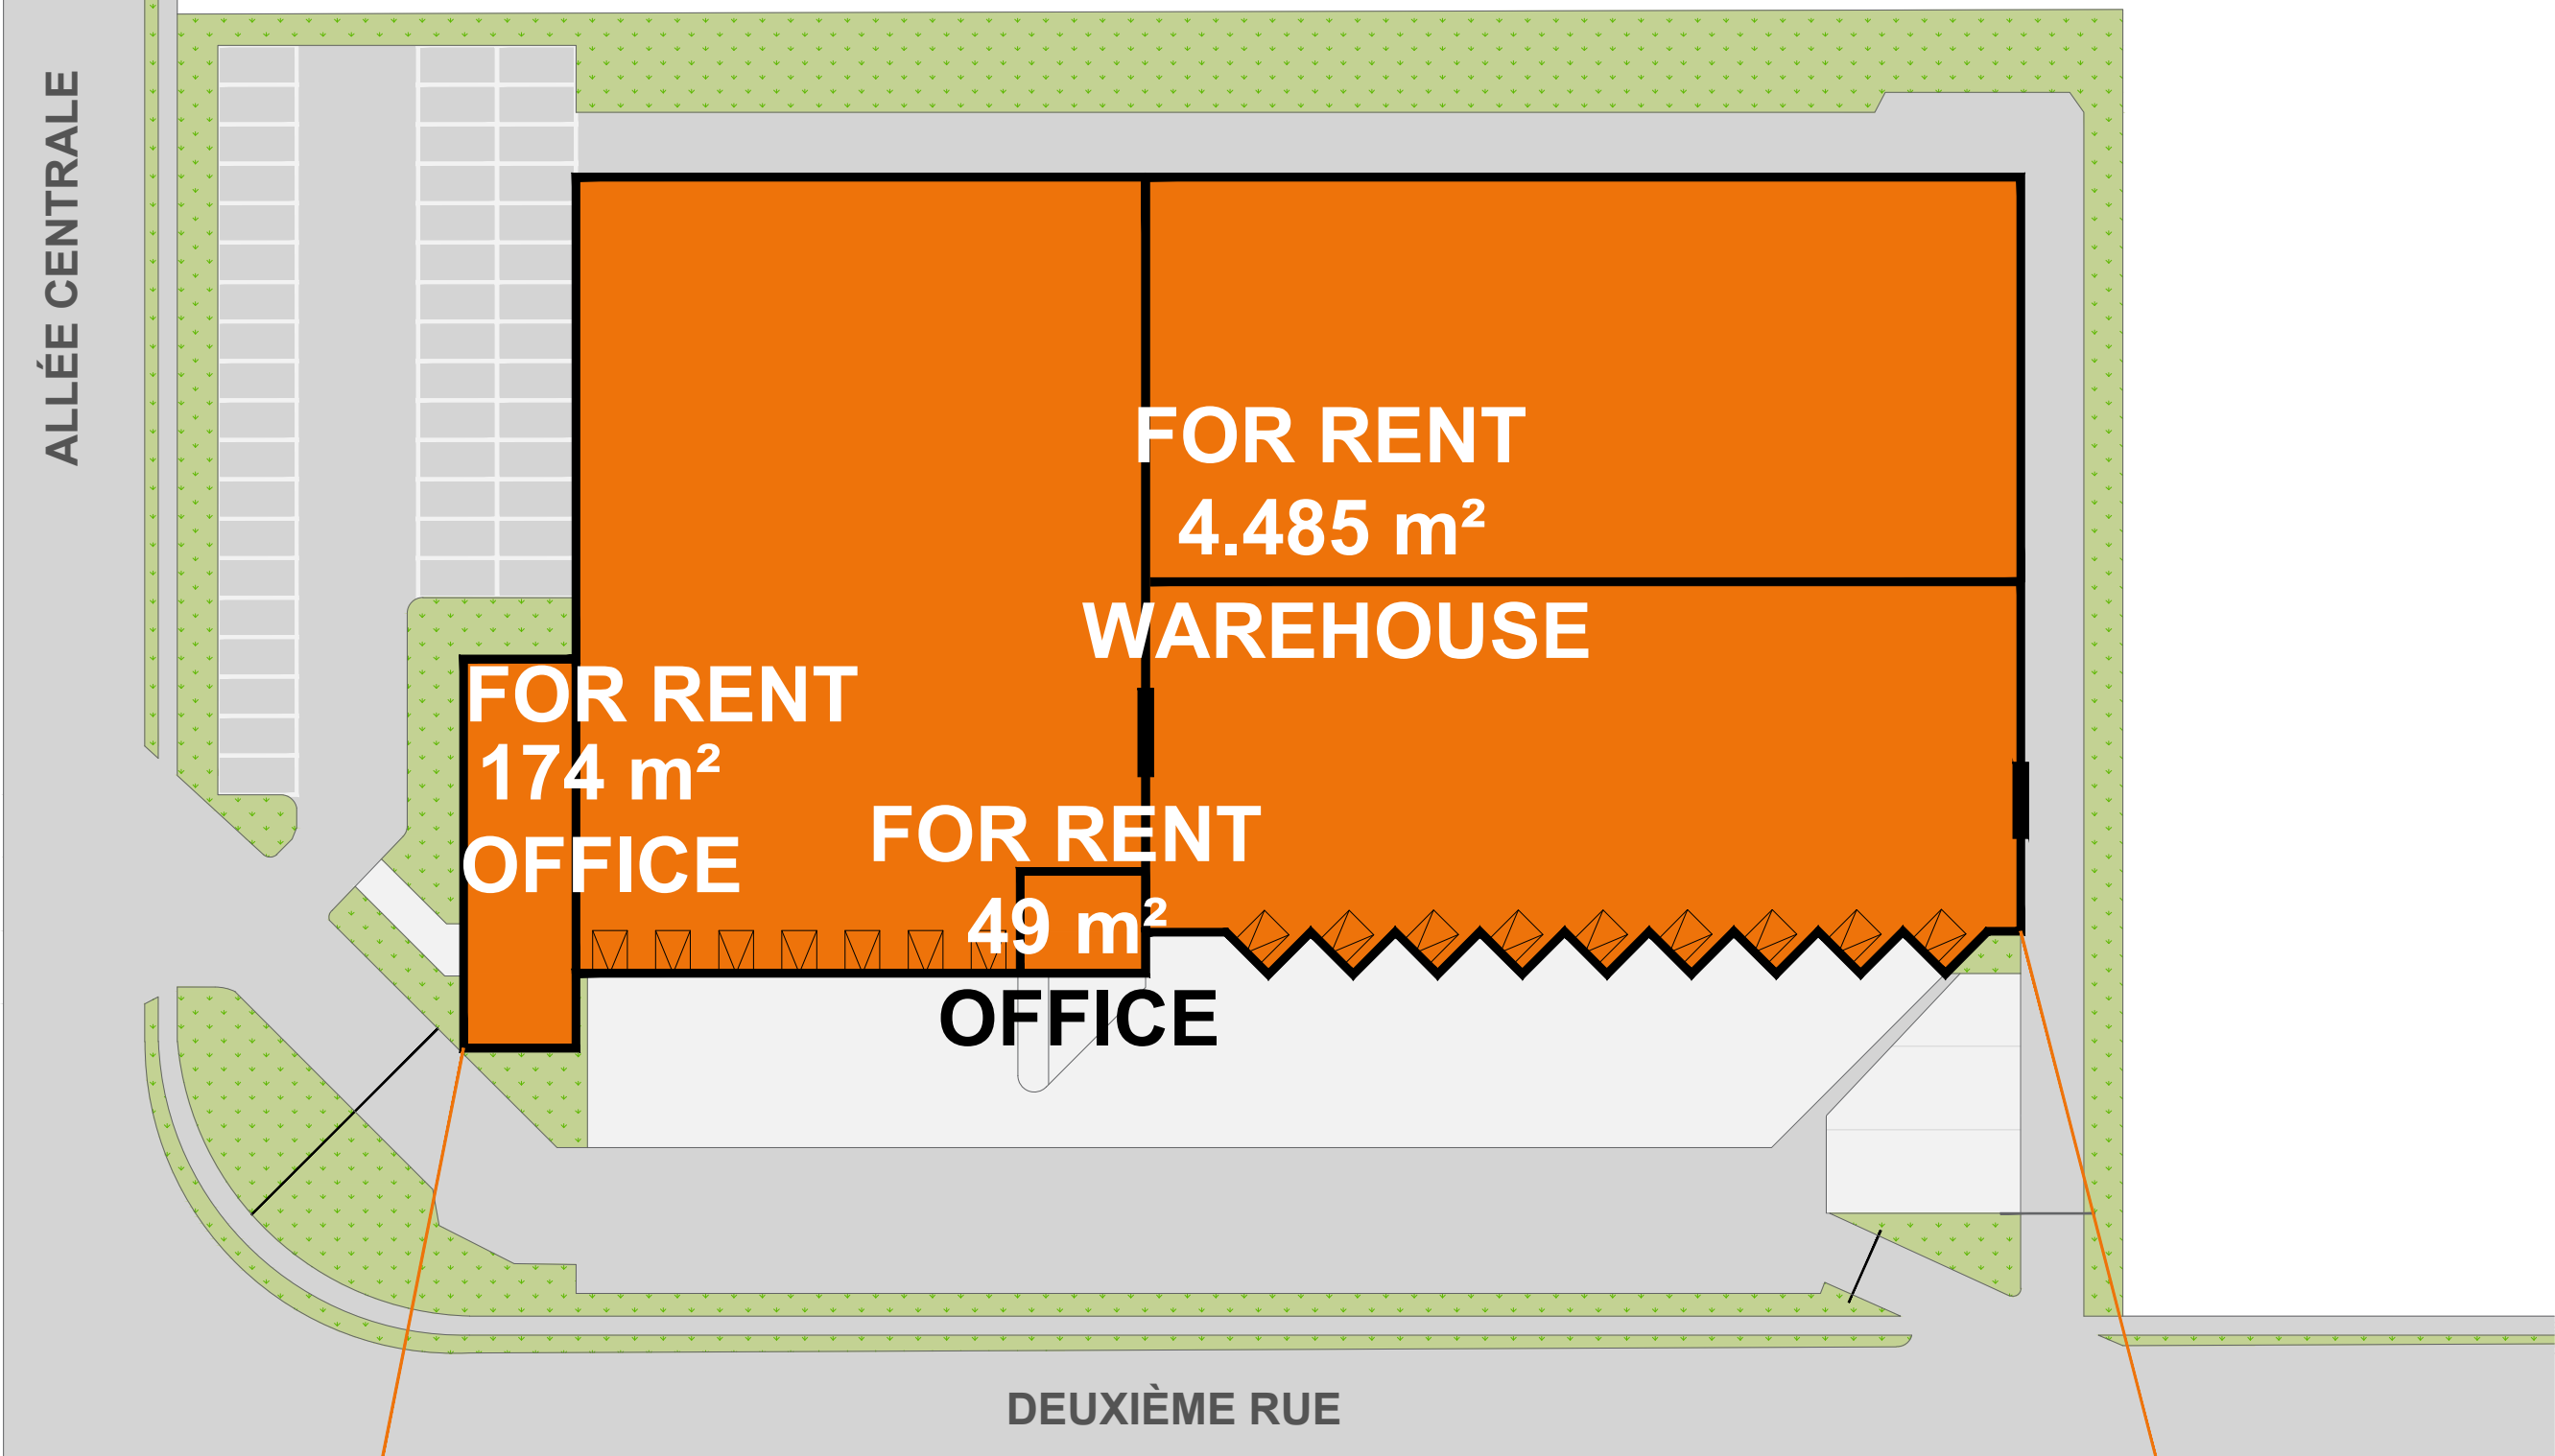 ALLÉE CENTRALE
FOR RENT
4.485 m²
WAREHOUSE
FOR RENT
174 m²
OFFICE
FOR RENT
49 m²
OFFICE
DEUXIÈME RUE